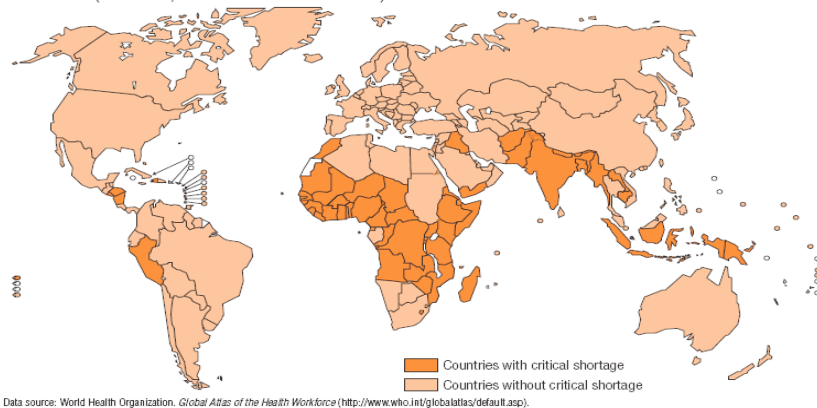 Countries with critical shortage
Countries without critical shortage
Data source: World Health Organization. Global Atlas of the Health Workforce (http://www.who.int/globalatlas/default.asp).